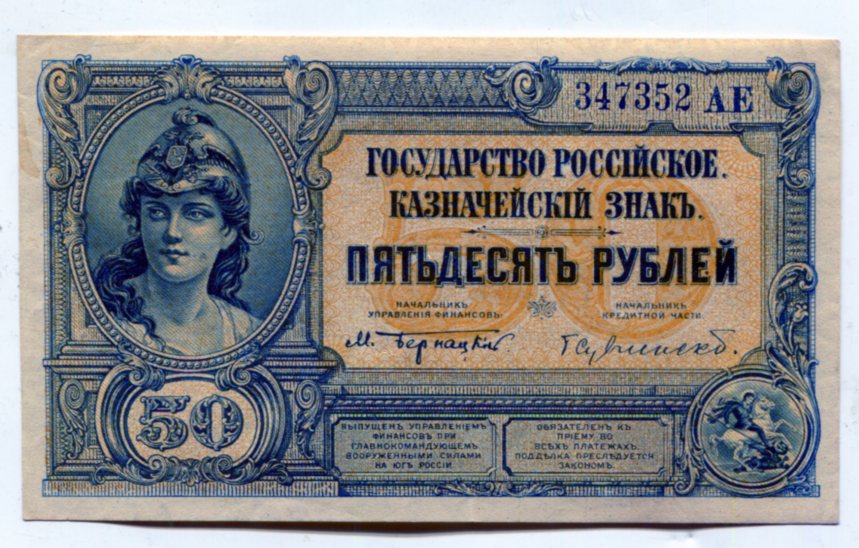 347352 АЕ
ГОСУДАРСТВО РОССІЙСКОЕ.
КАЗНАЧЕЙСКІЙ ЗНАКЪ.
50
ПЯТЬДЕСЯТЪ РУБЛЕЙ
НАЧАЛЬНИКЪ
УПРАВЛЕНІЯ ФИНАНСОВЪ
НАЧАЛЬНИКЪ
КРЕДИТНОЙ ЧАСТИ.
М. Бернацкій
50
ВЫПУЩЕНЪ УПРАВЛЕНІЕМЪ
ФИНАНСОВЪ ПРИ
ГЛАВНОКОМАНДУЮЩЕМЪ
ВООРУЖЕННЫМИ СИЛАМИ
НА ЮГѢ РОССІИ
ОБЯЗАТЕЛЕНЪ КЪ
ПРІЕМУ ВО
ВСѢХЪ ПЛАТЕЖАХЪ.
ПОДДѢЛКА ПРЕСЛѢДУЕТСЯ
ЗАКОНОМЪ.